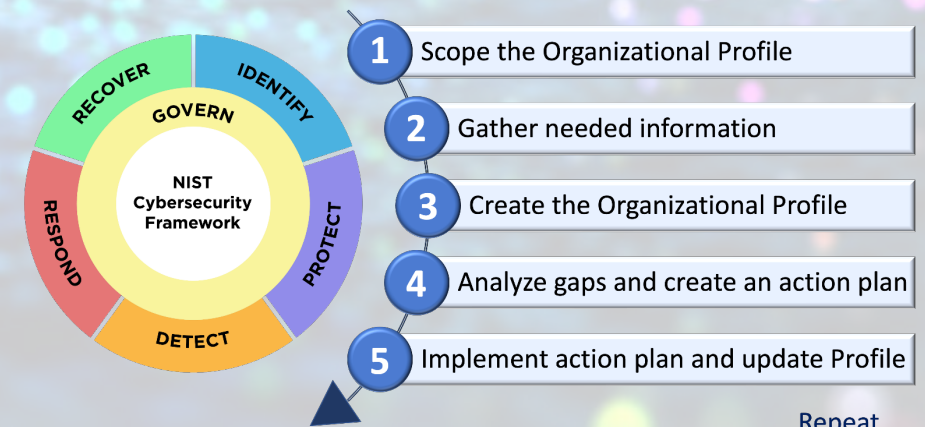 RECOVER
IDENTIFY
GOVERN
NIST
Cybersecurity
Framework
RESPOND
PROTECT
DETECT
1 Scope the Organizational Profile
2 Gather needed information
3 Create the Organizational Profile
4 Analyze gaps and create an action plan
5 Implement action plan and update Profile
Repeat